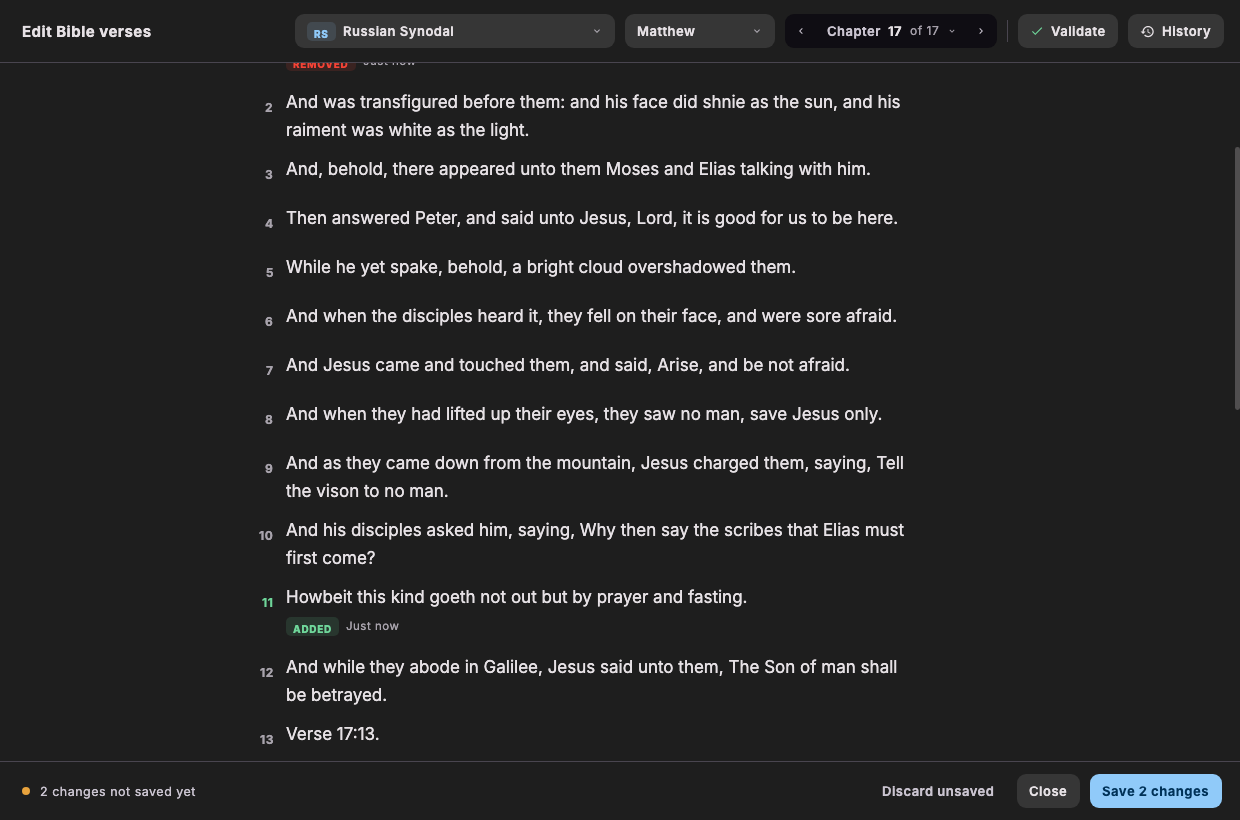 Edit Bible verses
RS Russian Synodal
Matthew
Chapter 17 of 17
Validate
History
REMOVED Just now
2 And was transfigured before them: and his face did shnie as the sun, and his
raiment was white as the light.
3 And, behold, there appeared unto them Moses and Elias talking with him.
4 Then answered Peter, and said unto Jesus, Lord, it is good for us to be here.
5 While he yet spake, behold, a bright cloud overshadowed them.
6 And when the disciples heard it, they fell on their face, and were sore afraid.
7 And Jesus came and touched them, and said, Arise, and be not afraid.
8 And when they had lifted up their eyes, they saw no man, save Jesus only.
9 And as they came down from the mountain, Jesus charged them, saying, Tell
the vison to no man.
10 And his disciples asked him, saying, Why then say the scribes that Elias must
first come?
11 Howbeit this kind goeth not out but by prayer and fasting.
ADDED Just now
12 And while they abode in Galilee, Jesus said unto them, The Son of man shall
be betrayed.
13 Verse 17:13.
2 changes not saved yet
Discard unsaved
Close
Save 2 changes